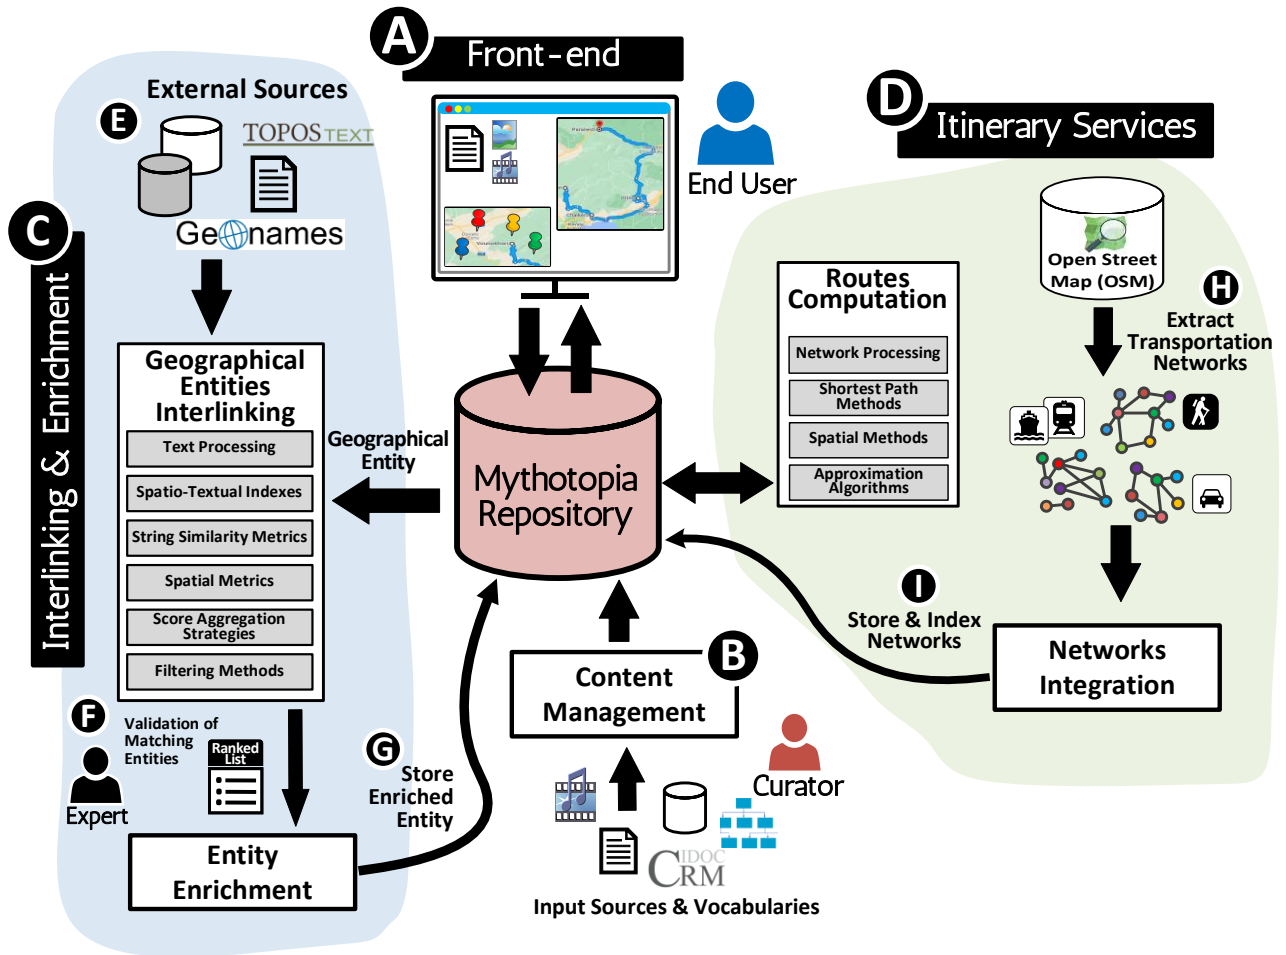 A
Front-end
End User
D
Itinerary Services
External Sources
E
TOPOS TEXT
GeoNames
C
Interlinking & Enrichment
Geographical
Entities
Interlinking
Text Processing
Spatio-Textual Indexes
String Similarity Metrics
Spatial Metrics
Score Aggregation
Strategies
Filtering Methods
Geographical
Entity
Mythotopia
Repository
Routes
Computation
Network Processing
Shortest Path
Methods
Spatial Methods
Approximation
Algorithms
Open Street
Map (OSM)
H
Extract
Transportation
Networks
I
Store & Index
Networks
Networks
Integration
B
Content
Management
Curator
CIDOC
CRM
Input Sources & Vocabularies
F
Validation of
Matching
Entities
Ranked
List
Expert
G
Store
Enriched
Entity
Entity
Enrichment